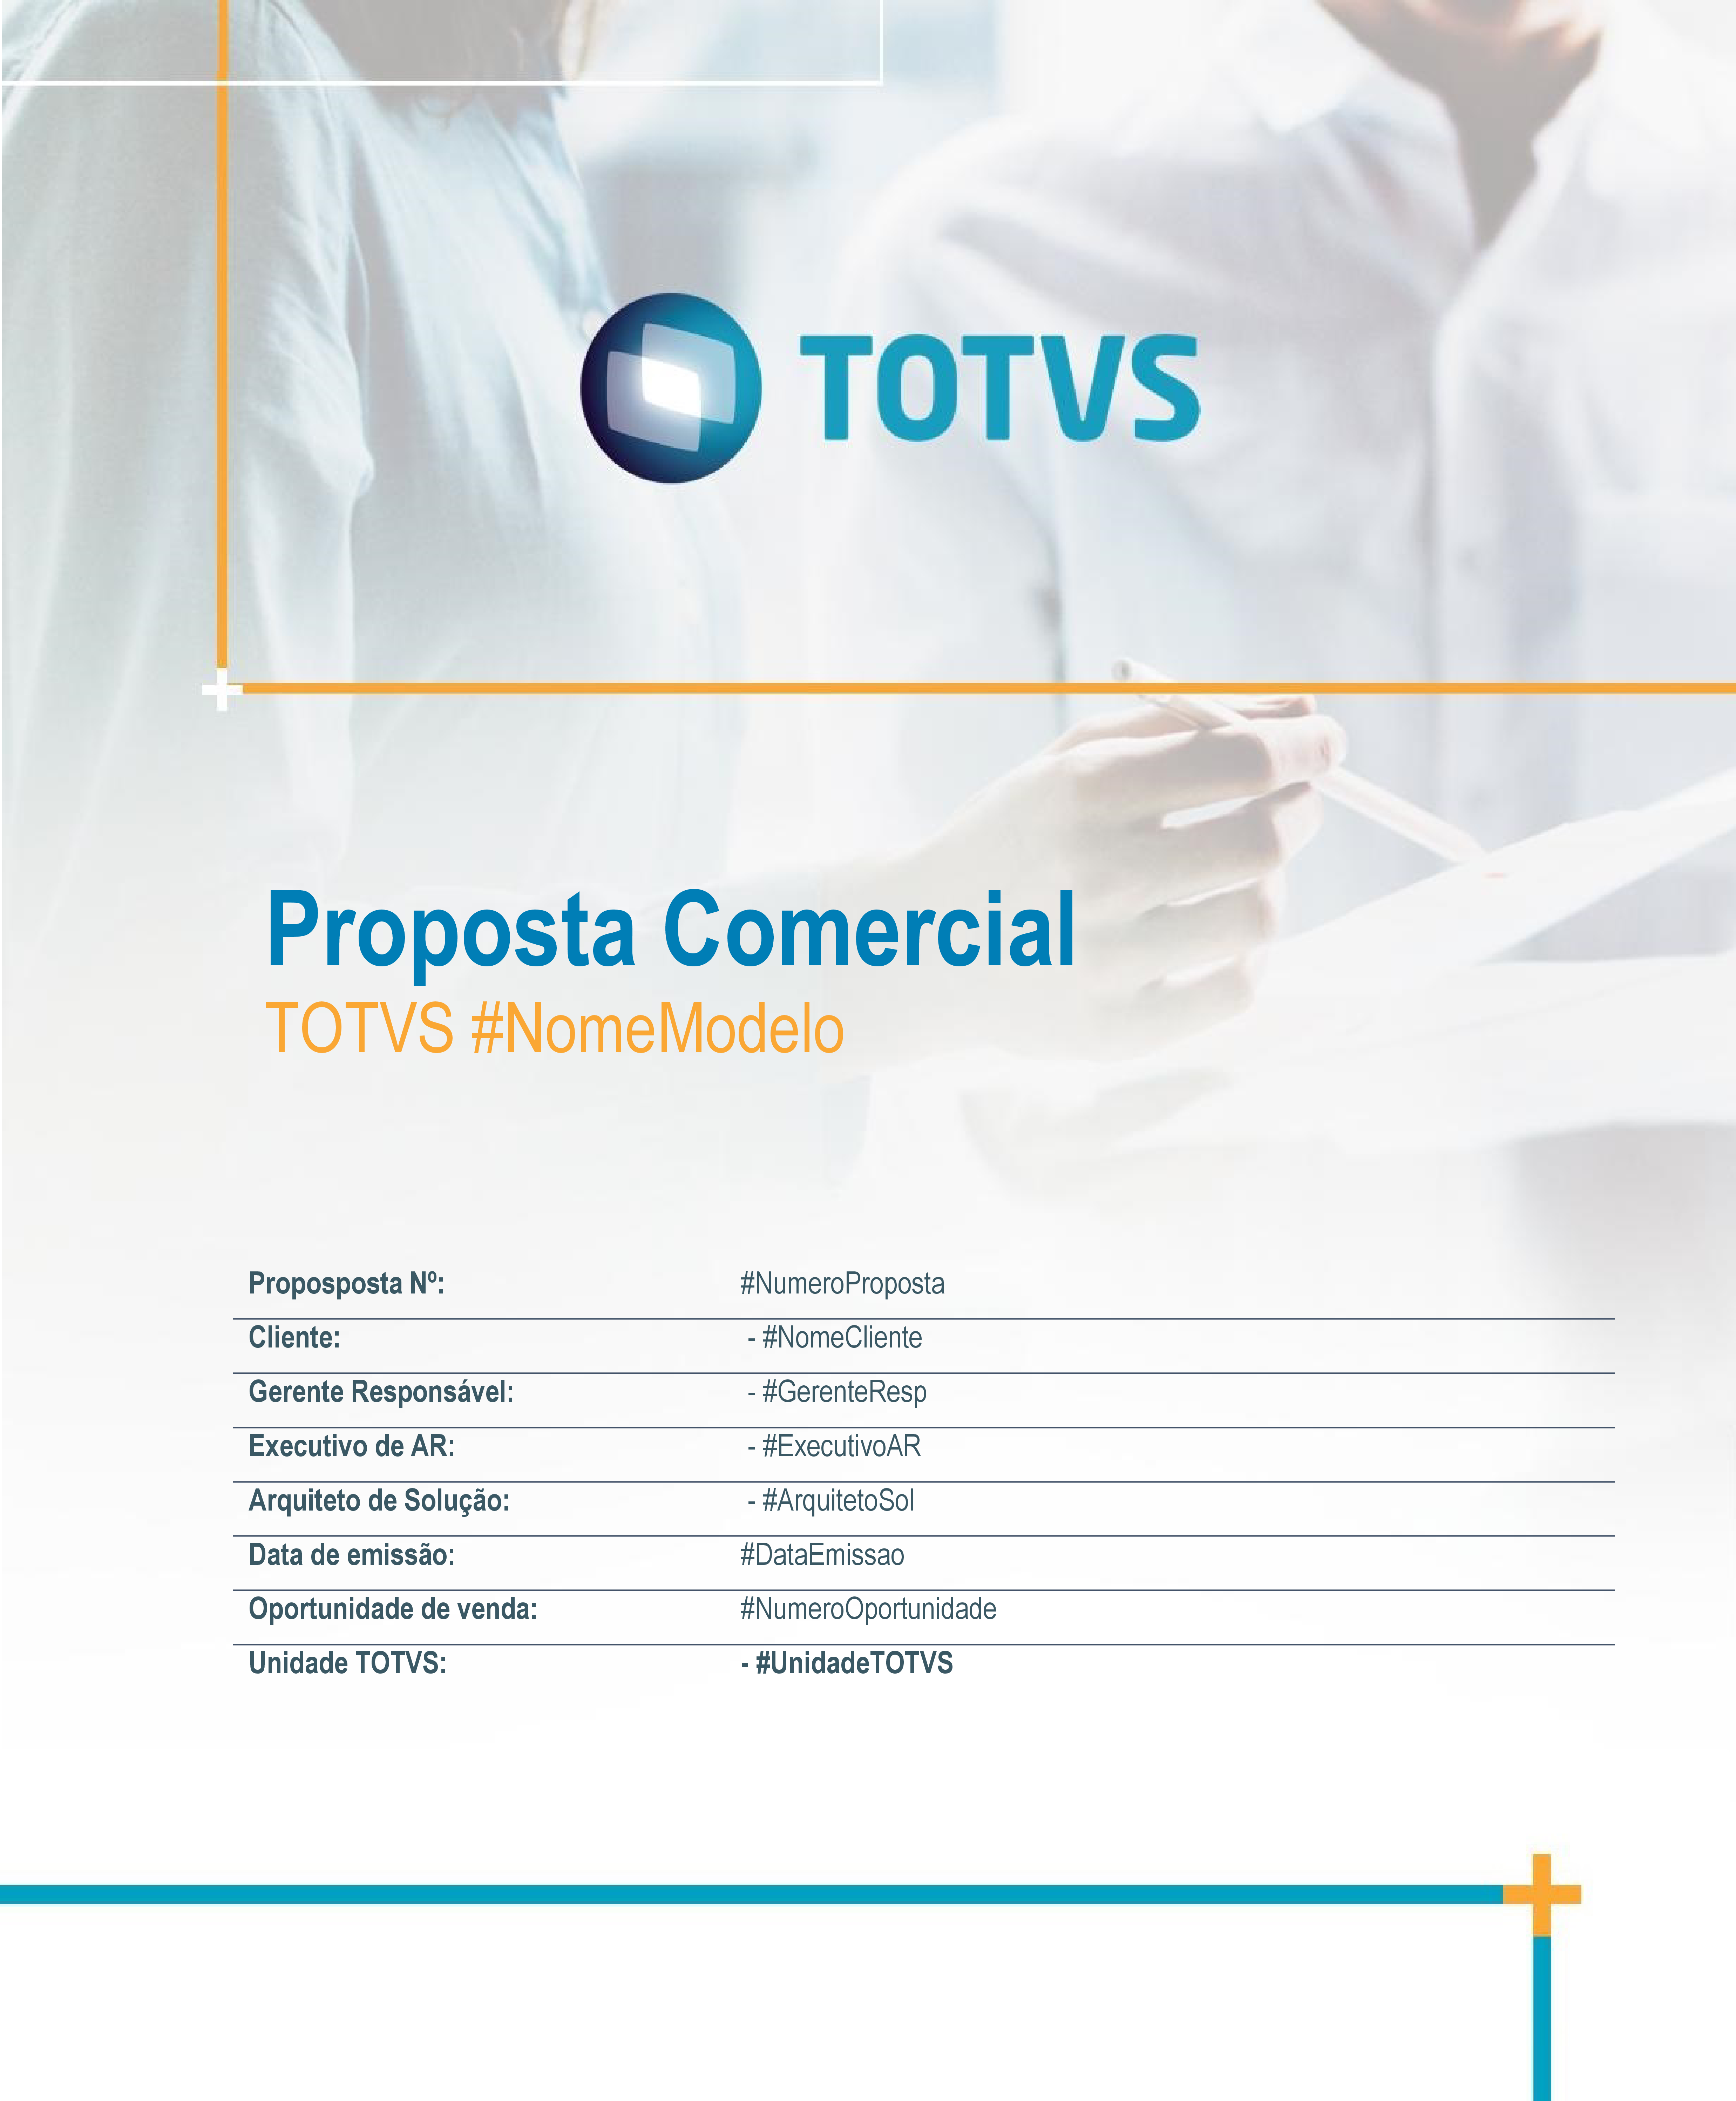 TOTVS
Proposta Comercial
TOTVS #NomeModelo
Proposposta Nº: #NumeroProposta
Cliente: - #NomeCliente
Gerente Responsável: - #GerenteResp
Executivo de AR: - #ExecutivoAR
Arquiteto de Solução: - #ArquitetoSol
Data de emissão: #DataEmissao
Oportunidade de venda: #NumeroOportunidade
Unidade TOTVS: - #UnidadeTOTVS